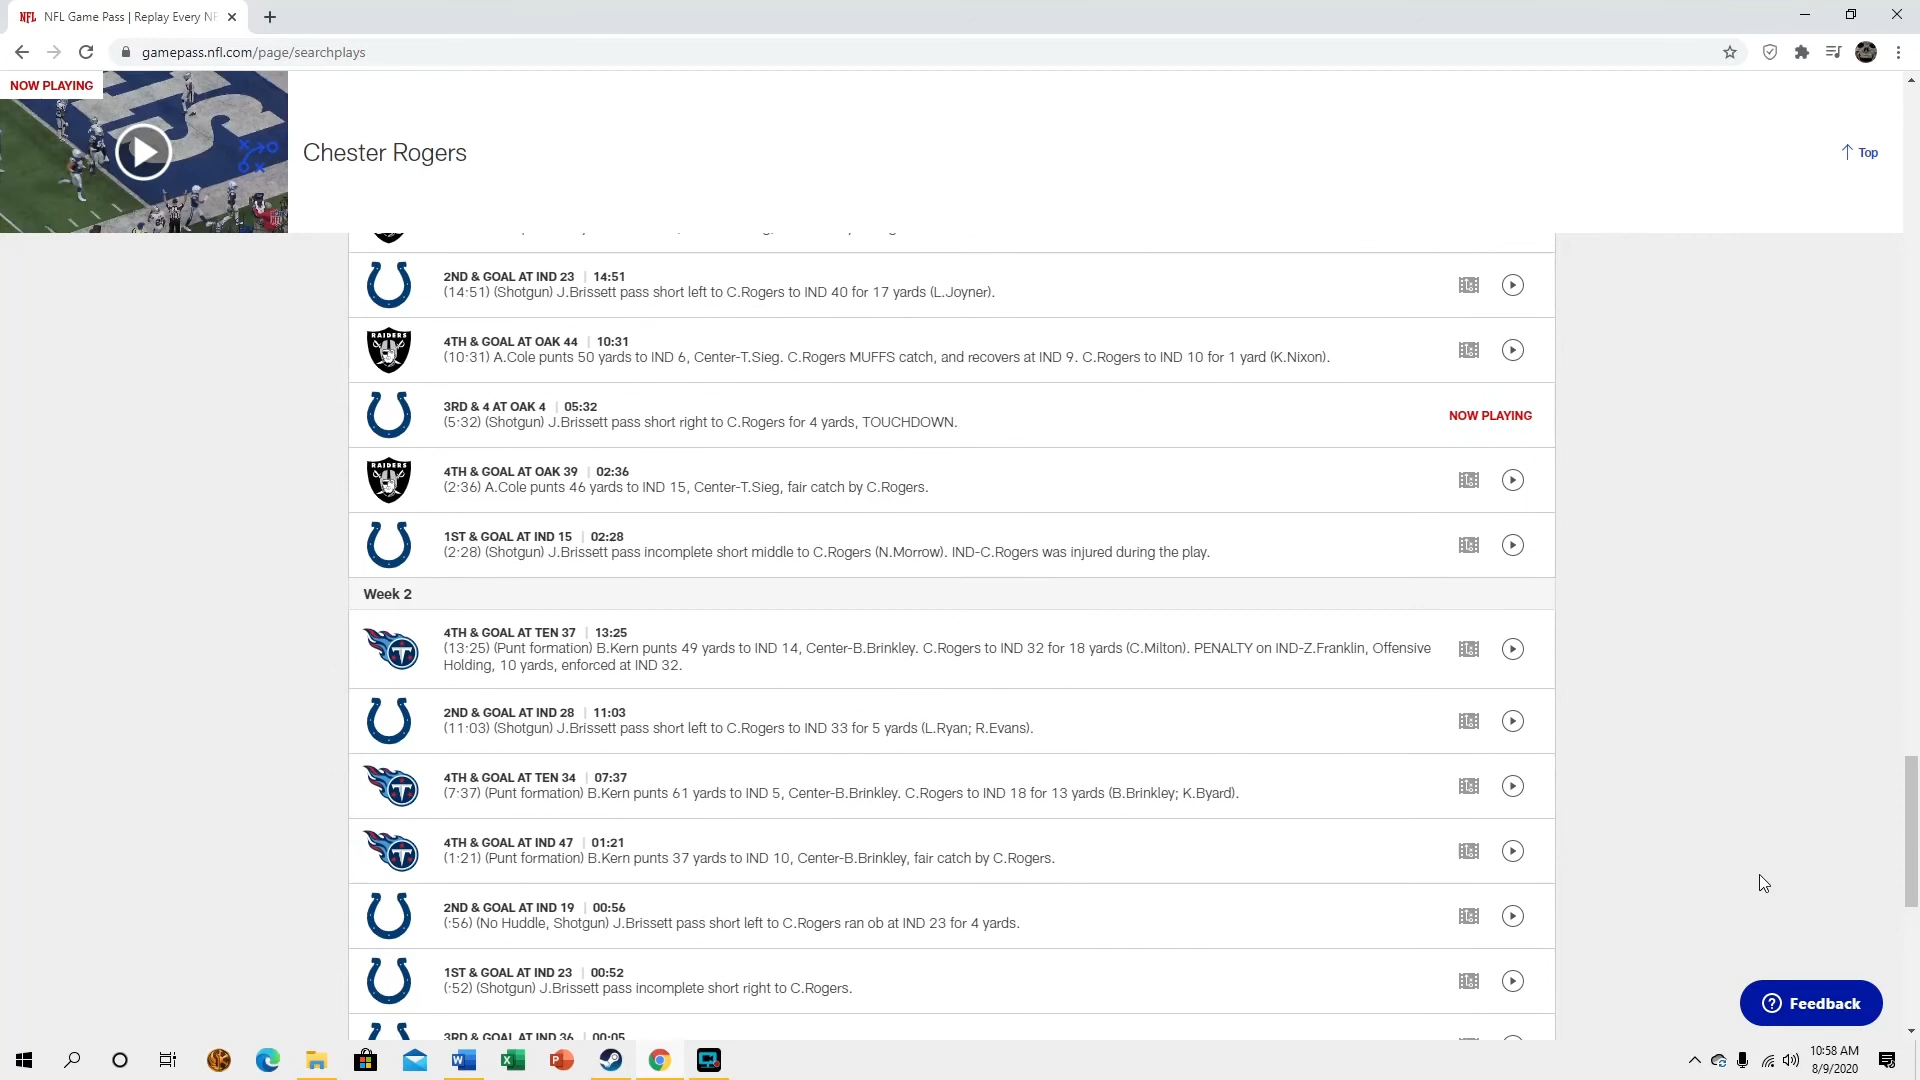 NFL Game Pass | Replay Every NF
gamepass.nfl.com/page/searchplays
NOW PLAYING
Chester Rogers
Top
2ND & GOAL AT IND 23 | 14:51
(14:51) (Shotgun) J.Brissett pass short left to C.Rogers to IND 40 for 17 yards (L.Joyner).
RAIDERS
4TH & GOAL AT OAK 44 | 10:31
(10:31) A.Cole punts 50 yards to IND 6, Center-T.Sieg. C.Rogers MUFFS catch, and recovers at IND 9. C.Rogers to IND 10 for 1 yard (K.Nixon).
3RD & 4 AT OAK 4 | 05:32
(5:32) (Shotgun) J.Brissett pass short right to C.Rogers for 4 yards, TOUCHDOWN.
NOW PLAYING
RAIDERS
4TH & GOAL AT OAK 39 | 02:36
(2:36) A.Cole punts 46 yards to IND 15, Center-T.Sieg, fair catch by C.Rogers.
1ST & GOAL AT IND 15 | 02:28
(2:28) (Shotgun) J.Brissett pass incomplete short middle to C.Rogers (N.Morrow). IND-C.Rogers was injured during the play.
Week 2
4TH & GOAL AT TEN 37 | 13:25
(13:25) (Punt formation) B.Kern punts 49 yards to IND 14, Center-B.Brinkley. C.Rogers to IND 32 for 18 yards (C.Milton). PENALTY on IND-Z.Franklin, Offensive
Holding, 10 yards, enforced at IND 32.
2ND & GOAL AT IND 28 | 11:03
(11:03) (Shotgun) J.Brissett pass short left to C.Rogers to IND 33 for 5 yards (L.Ryan; R.Evans).
4TH & GOAL AT TEN 34 | 07:37
(7:37) (Punt formation) B.Kern punts 61 yards to IND 5, Center-B.Brinkley. C.Rogers to IND 18 for 13 yards (B.Brinkley; K.Byard).
4TH & GOAL AT IND 47 | 01:21
(1:21) (Punt formation) B.Kern punts 37 yards to IND 10, Center-B.Brinkley, fair catch by C.Rogers.
2ND & GOAL AT IND 19 | 00:56
(:56) (No Huddle, Shotgun) J.Brissett pass short left to C.Rogers ran ob at IND 23 for 4 yards.
1ST & GOAL AT IND 23 | 00:52
(:52) (Shotgun) J.Brissett pass incomplete short right to C.Rogers.
3RD & GOAL AT IND 36 | 00:05
Feedback
10:58 AM
8/9/2020